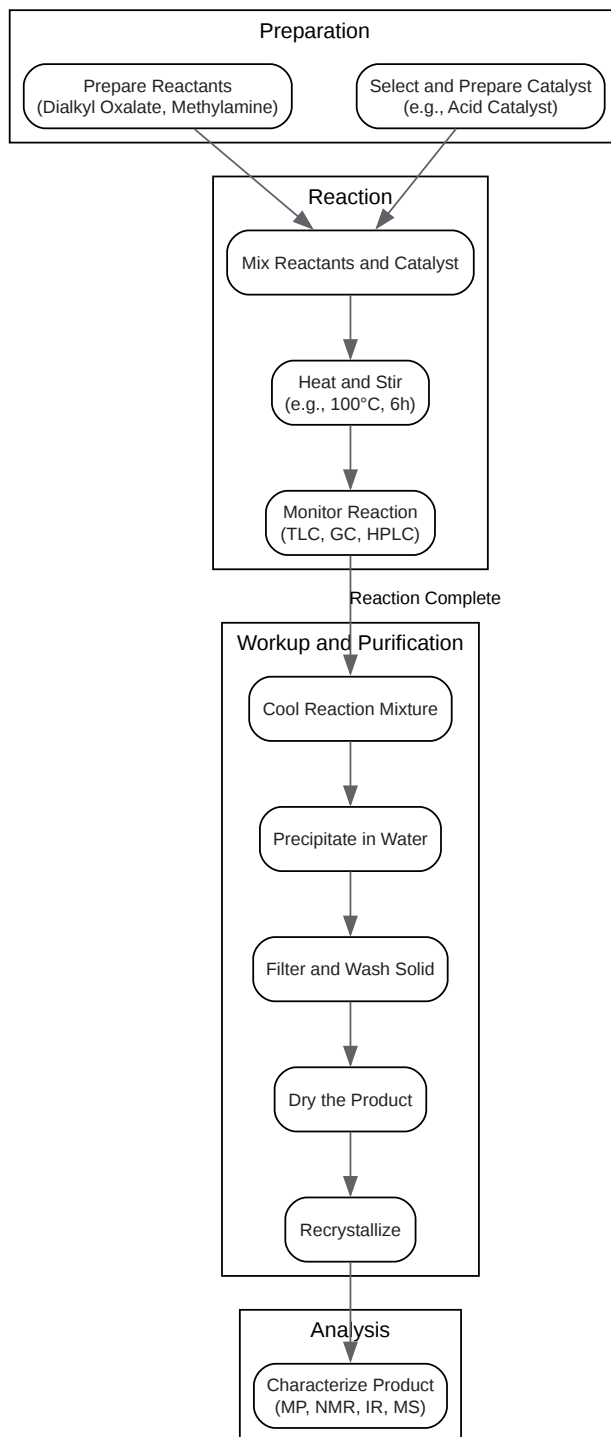 Preparation
Prepare Reactants
(Dialkyl Oxalate, Methylamine)
Select and Prepare Catalyst
(e.g., Acid Catalyst)
Reaction
Mix Reactants and Catalyst
Heat and Stir
(e.g., 100°C, 6h)
Monitor Reaction
(TLC, GC, HPLC)
Reaction Complete
Workup and Purification
Cool Reaction Mixture
Precipitate in Water
Filter and Wash Solid
Dry the Product
Recrystallize
Analysis
Characterize Product
(MP, NMR, IR, MS)